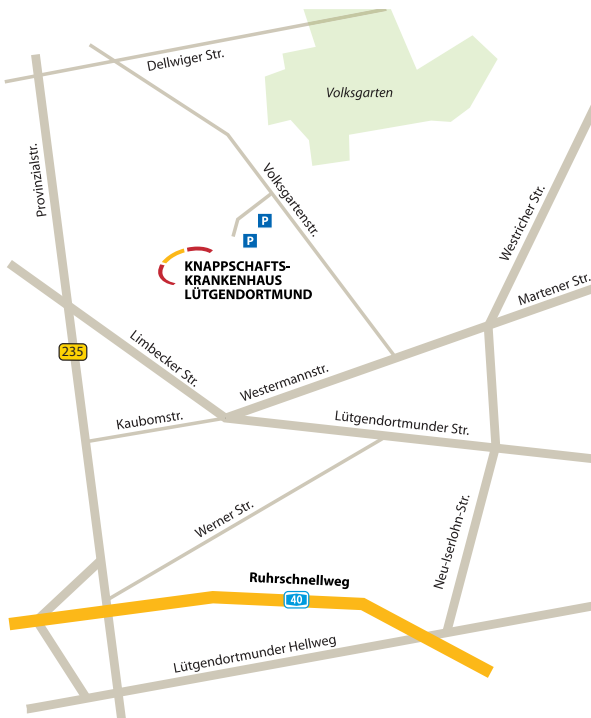 Dellwiger Str.
Volksgarten
Provinzialstr.
Volksgartenstr.
Westricher Str.
P
P
KNAPPSCHAFTS-
KRANKENHAUS
LÜTGENDORTMUND
Martener Str.
235
Limbecker Str.
Westermannstr.
Kaubomstr.
Lütgendortmunder Str.
Werner Str.
Neu-Iserlohn-Str.
Ruhrschnellweg
40
Lütgendortmunder Hellweg